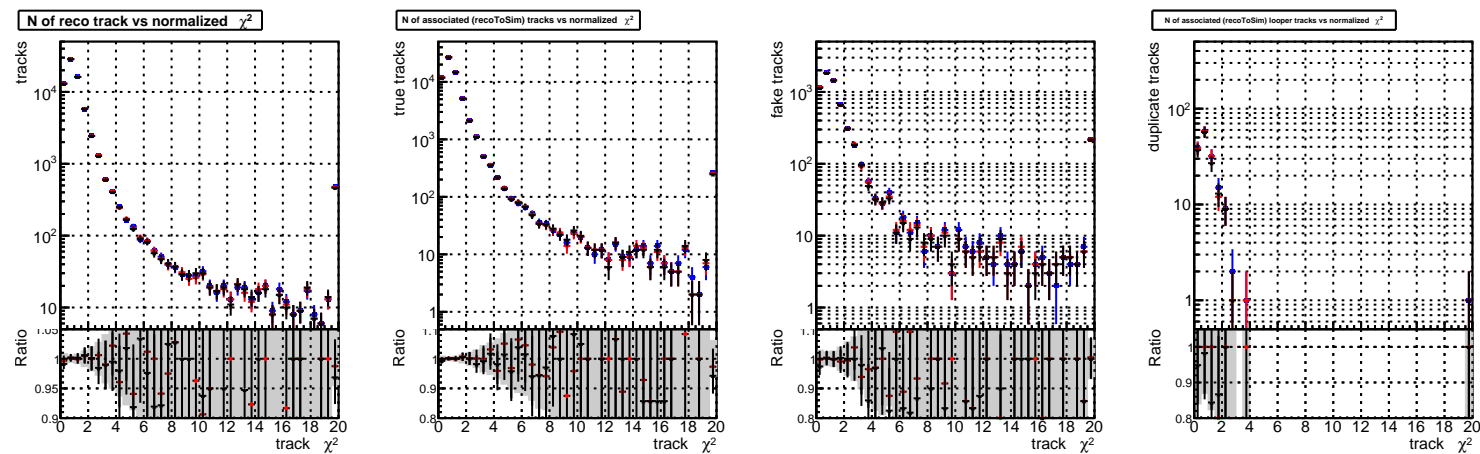 N of reco track vs normalized χ²
tracks
10⁴
10³
10²
10
Ratio
1.05
1
0.95
0.9
0 2 4 6 8 10 12 14 16 18 20
track χ²
N of associated (recoToSim) tracks vs normalized χ²
true tracks
10⁴
10³
10²
10
1
Ratio
1.1
1
0.9
0.8
0 2 4 6 8 10 12 14 16 18 20
track χ²
fake tracks
10³
10²
10
1
Ratio
1.1
1
0.9
0.8
0 2 4 6 8 10 12 14 16 18 20
track χ²
N of associated (recoToSim) looper tracks vs normalized χ²
duplicate tracks
10²
10
1
Ratio
1
0.9
0.8
0 2 4 6 8 10 12 14 16 18 20
track χ²